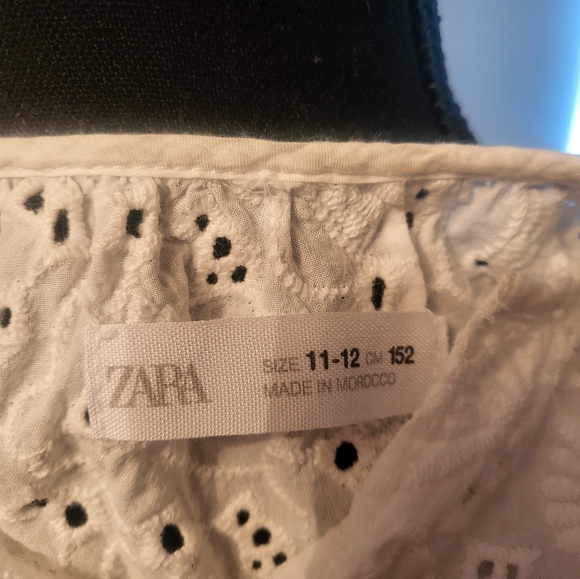 ZARA
SIZE 11-12 CM 152
MADE IN MOROCCO